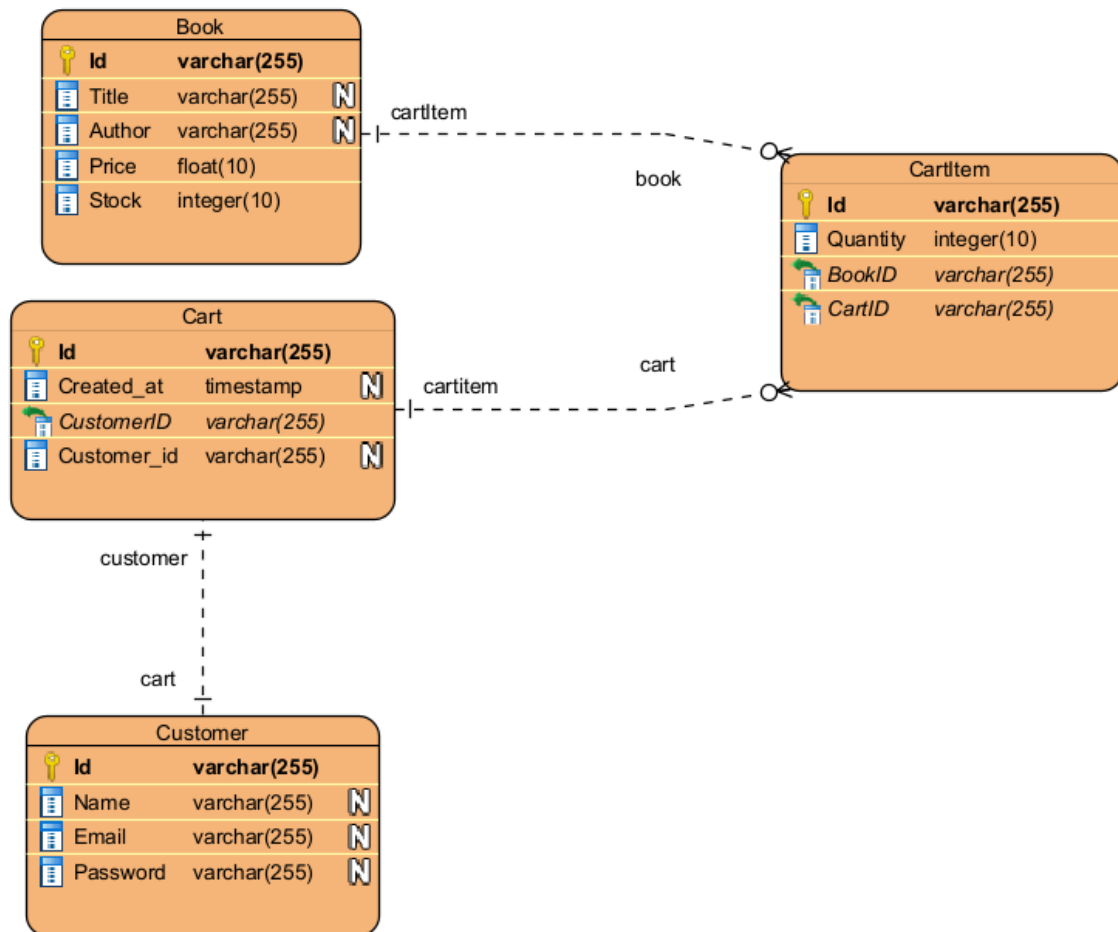 Book
Id varchar(255)
Title varchar(255) N
Author varchar(255) N
Price float(10)
Stock integer(10)
cartItem
book
CartItem
Id varchar(255)
Quantity integer(10)
BookID varchar(255)
CartID varchar(255)
Cart
Id varchar(255)
Created_at timestamp N
CustomerID varchar(255)
Customer_id varchar(255) N
cartitem
cart
customer
cart
Customer
Id varchar(255)
Name varchar(255) N
Email varchar(255) N
Password varchar(255) N